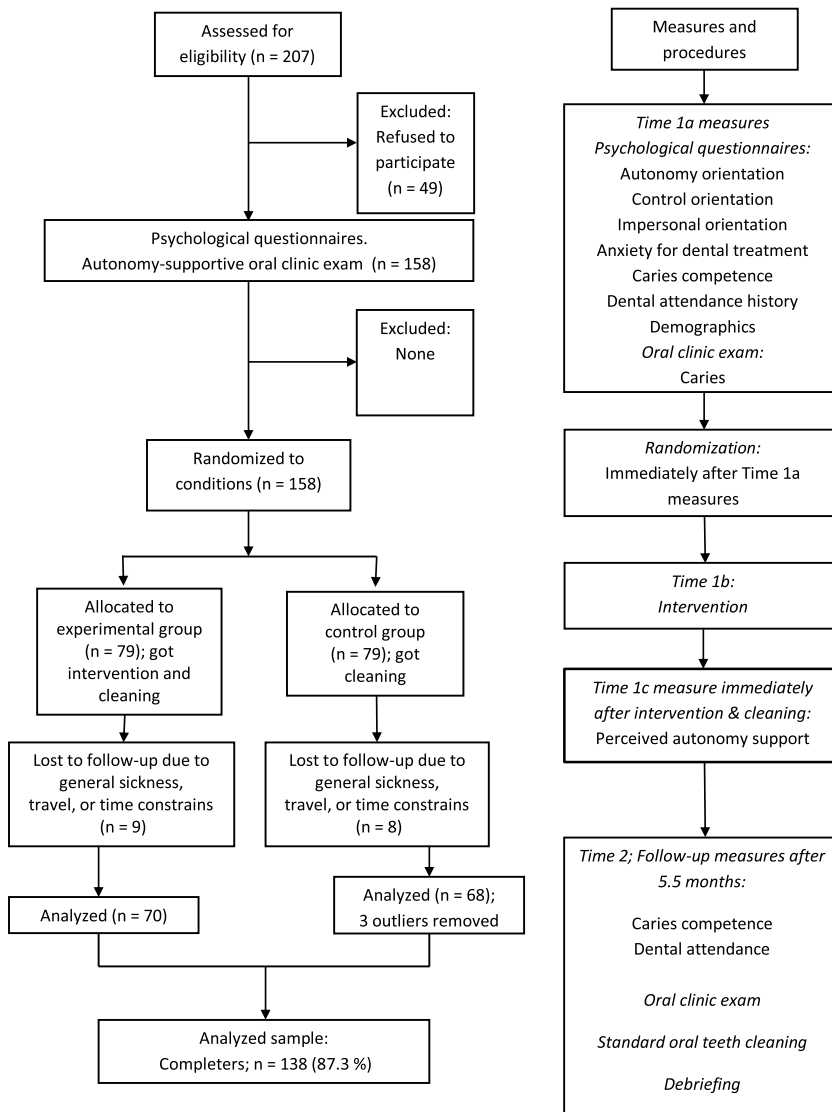 Assessed for
eligibility (n = 207)
Excluded:
Refused to
participate
(n = 49)
Psychological questionnaires.
Autonomy-supportive oral clinic exam (n = 158)
Excluded:
None
Randomized to
conditions (n = 158)
Allocated to
experimental group
(n = 79); got
intervention and
cleaning
Allocated to
control group
(n = 79); got
cleaning
Lost to follow-up due to
general sickness,
travel, or time constrains
(n = 9)
Lost to follow-up due to
general sickness,
travel, or time constrains
(n = 8)
Analyzed (n = 70)
Analyzed (n = 68);
3 outliers removed
Analyzed sample:
Completers; n = 138 (87.3 %)
Measures and
procedures
Time 1a measures
Psychological questionnaires:
Autonomy orientation
Control orientation
Impersonal orientation
Anxiety for dental treatment
Caries competence
Dental attendance history
Demographics
Oral clinic exam:
Caries
Randomization:
Immediately after Time 1a
measures
Time 1b:
Intervention
Time 1c measure immediately
after intervention & cleaning:
Perceived autonomy support
Time 2; Follow-up measures after
5.5 months:
Caries competence
Dental attendance
Oral clinic exam
Standard oral teeth cleaning
Debriefing